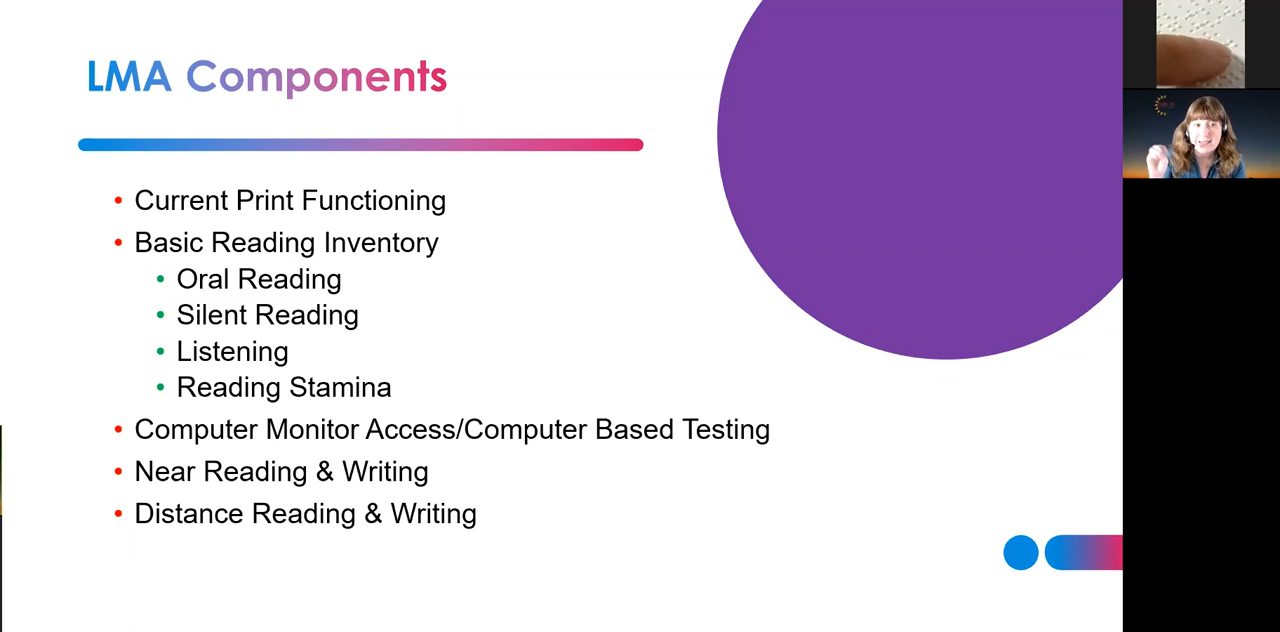 LMA Components
Current Print Functioning
Basic Reading Inventory
Oral Reading
Silent Reading
Listening
Reading Stamina
Computer Monitor Access/Computer Based Testing
Near Reading & Writing
Distance Reading & Writing